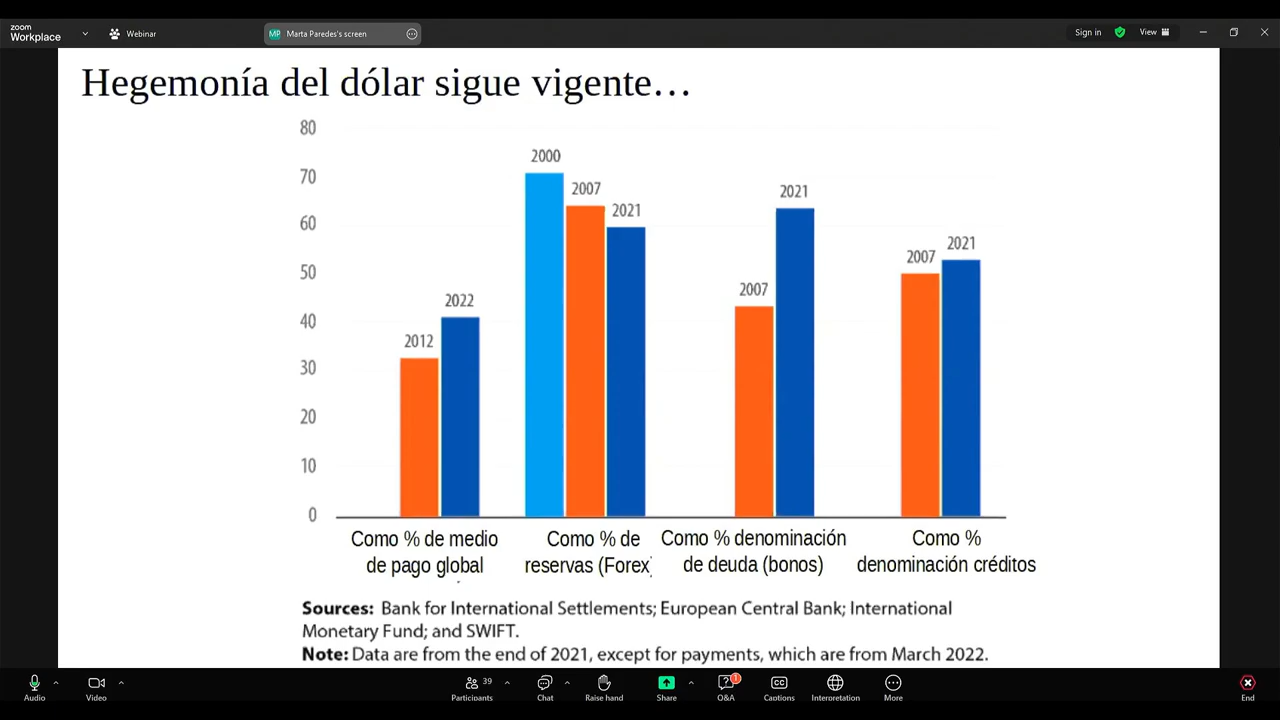 zoom
Workplace
Webinar
MP Marta Paredes's screen
Sign in
View
Hegemonía del dólar sigue vigente…
80
70
60
50
40
30
20
10
0
2012
2022
2000
2007
2021
2007
2021
2007
2021
Como % de medio
de pago global
Como % de
reservas (Forex)
Como % denominación
de deuda (bonos)
Como %
denominación créditos
Sources: Bank for International Settlements; European Central Bank; International
Monetary Fund; and SWIFT.
Note: Data are from the end of 2021, except for payments, which are from March 2022.
Audio
Video
Participants
39
Chat
Raise hand
Share
Q&A
1
CC
Captions
Interpretation
More
End